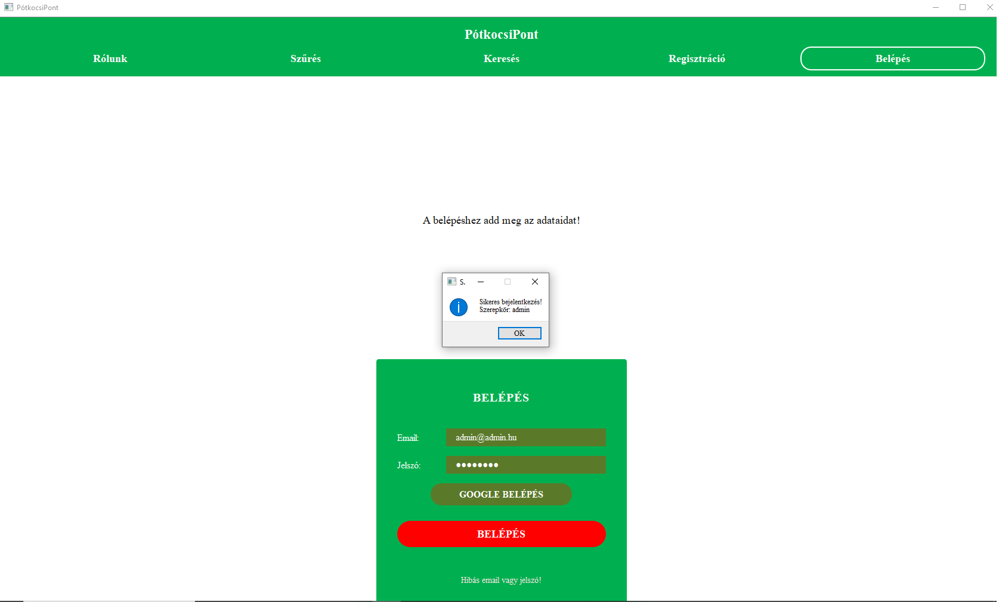 PótkocsiPont
PótkocsiPont
Rólunk Szűrés Keresés Regisztráció Belépés
A belépéshez add meg az adataidat!
S.
Sikeres bejelentkezés!
Szerepkör: admin
OK
BELÉPÉS
Email: admin@admin.hu
Jelszó: ●●●●●●●●
GOOGLE BELÉPÉS
BELÉPÉS
Hibás email vagy jelszó!